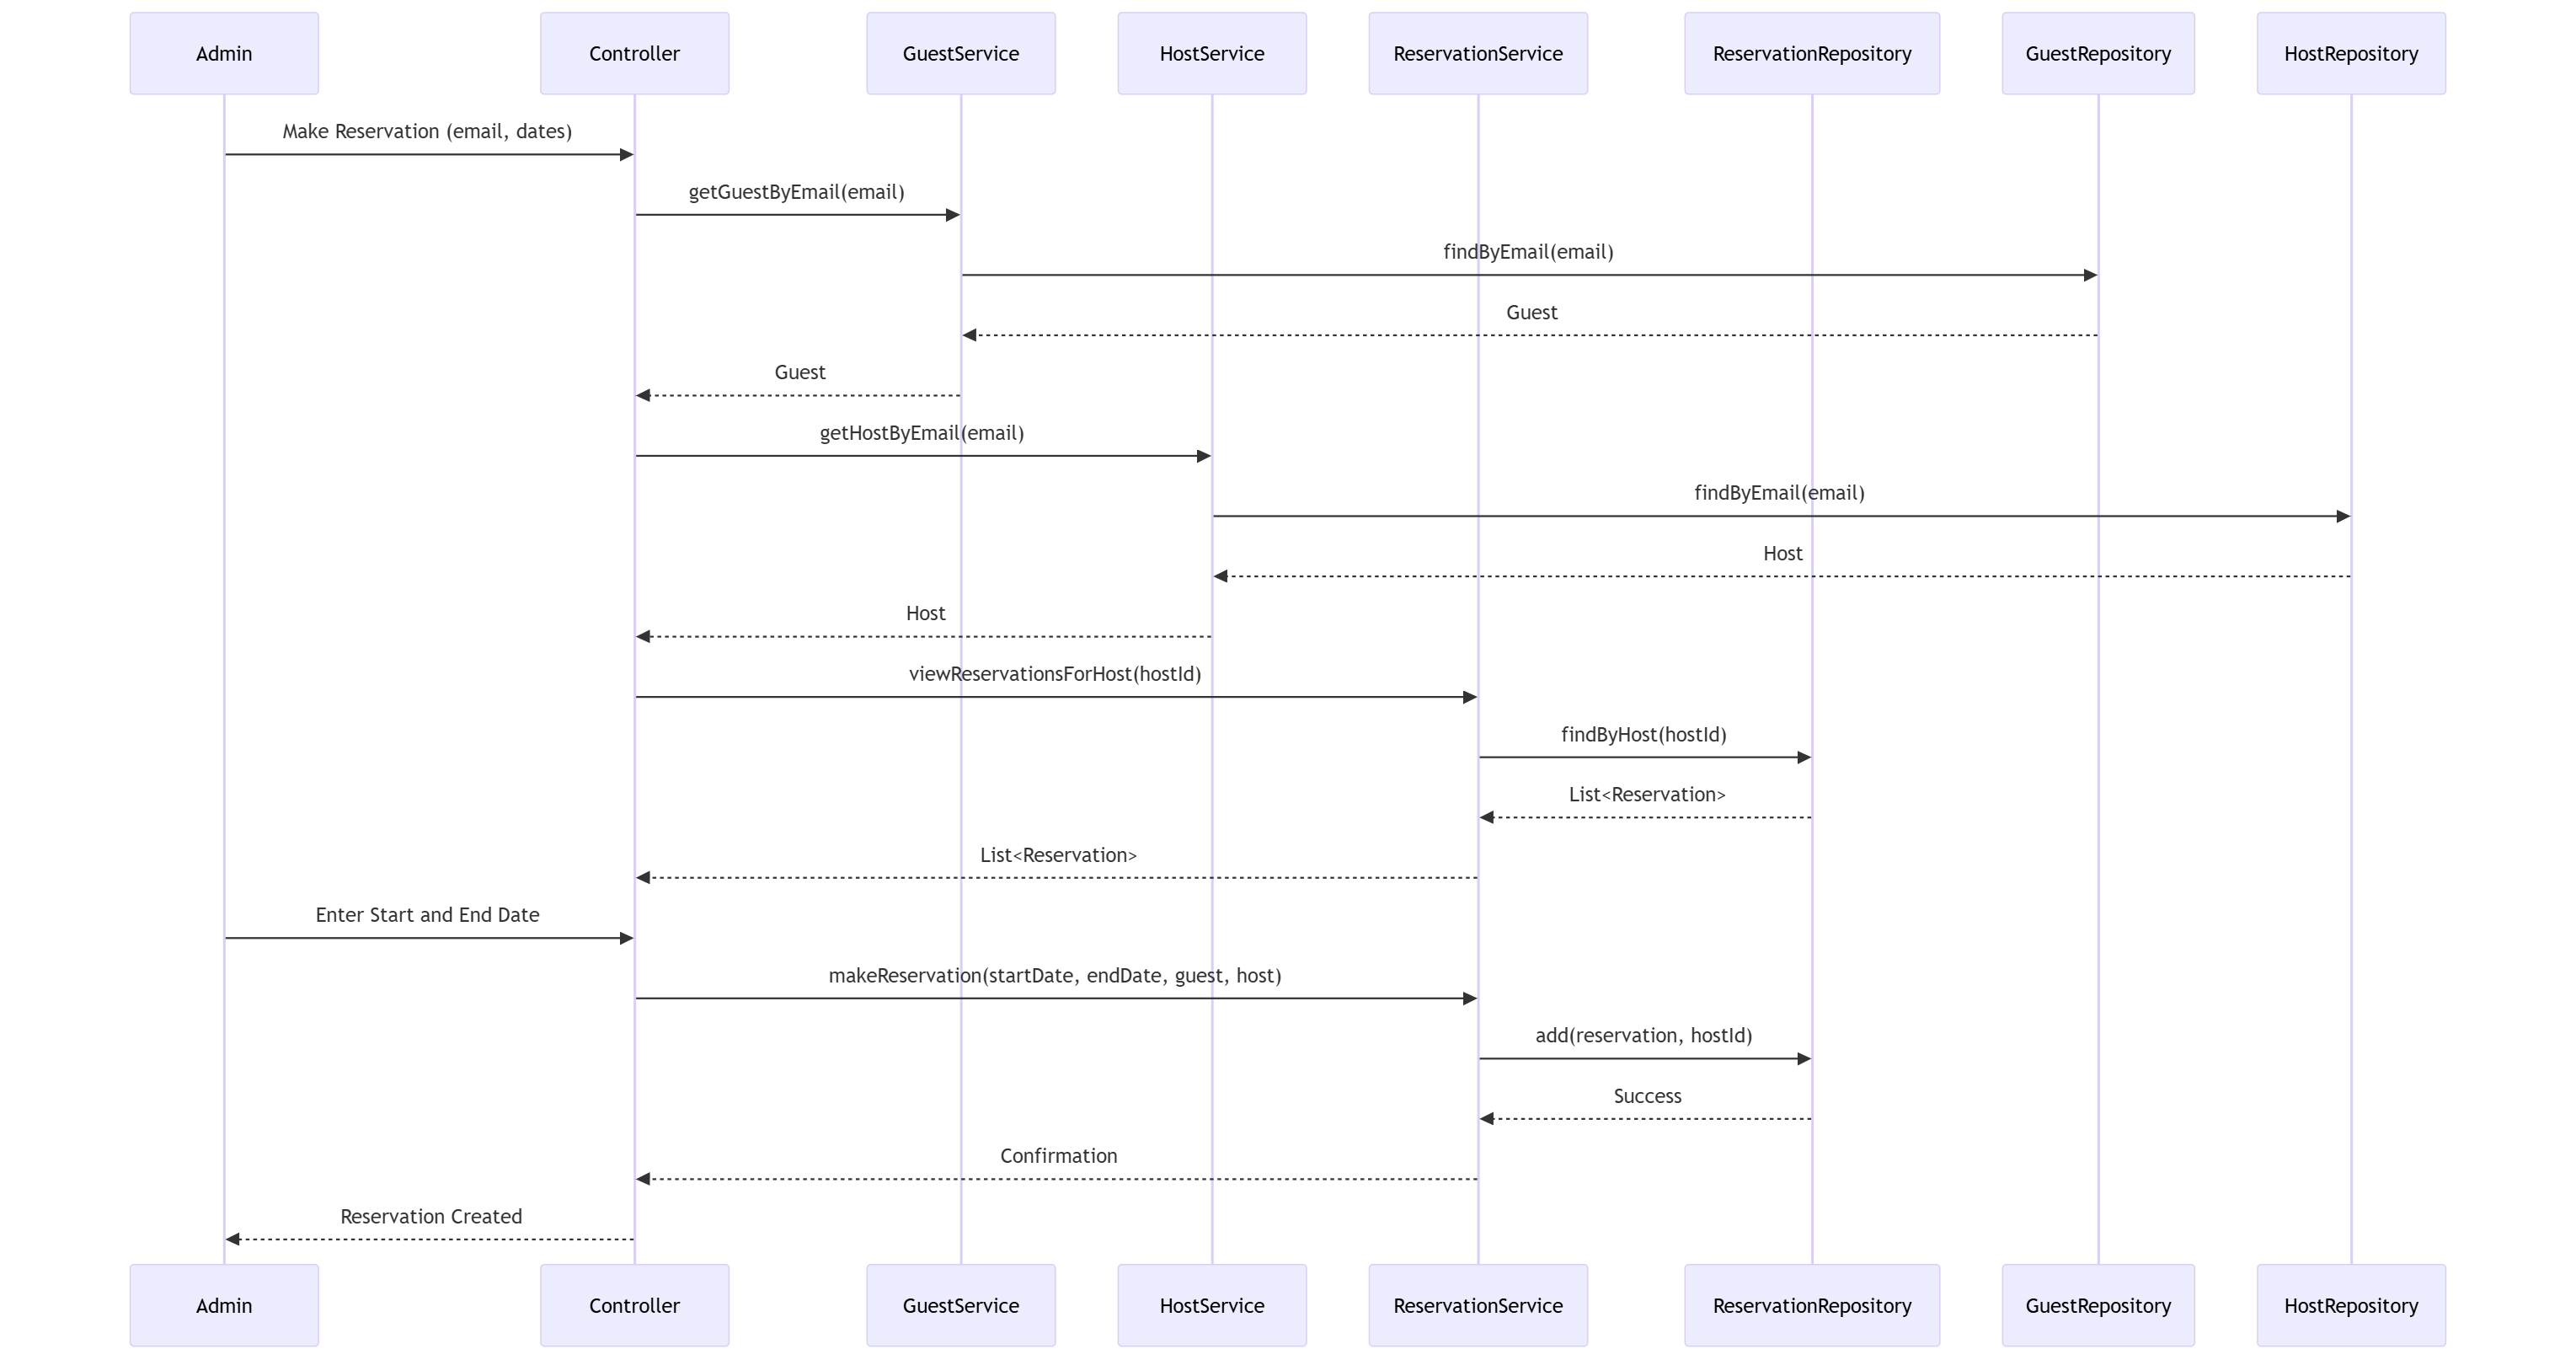 Admin
Controller
GuestService
HostService
ReservationService
ReservationRepository
GuestRepository
HostRepository
Make Reservation (email, dates)
getGuestByEmail(email)
findByEmail(email)
Guest
Guest
getHostByEmail(email)
findByEmail(email)
Host
Host
viewReservationsForHost(hostId)
findByHost(hostId)
List<Reservation>
List<Reservation>
Enter Start and End Date
makeReservation(startDate, endDate, guest, host)
add(reservation, hostId)
Success
Confirmation
Reservation Created
Admin
Controller
GuestService
HostService
ReservationService
ReservationRepository
GuestRepository
HostRepository